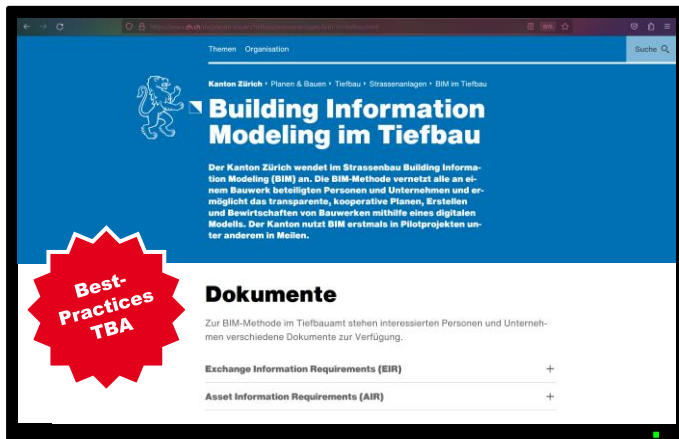 Themen Organisation
Suche
Kanton Zürich › Planen & Bauen › Tiefbau › Strassenanlagen › BIM im Tiefbau
Building Information
Modeling im Tiefbau
Der Kanton Zürich wendet im Strassenbau Building Informa-
tion Modeling (BIM) an. Die BIM-Methode vernetzt alle an ei-
nem Bauwerk beteiligten Personen und Unternehmen und er-
möglicht das transparente, kooperative Planen, Erstellen
und Bewirtschaften von Bauwerken mithilfe eines digitalen
Modells. Der Kanton nutzt BIM erstmals in Pilotprojekten un-
ter anderem in Meilen.
Best-
Practices
TBA
Dokumente
Zur BIM-Methode im Tiefbauamt stehen interessierten Personen und Unterneh-
men verschiedene Dokumente zur Verfügung.
Exchange Information Requirements (EIR)
Asset Information Requirements (AIR)